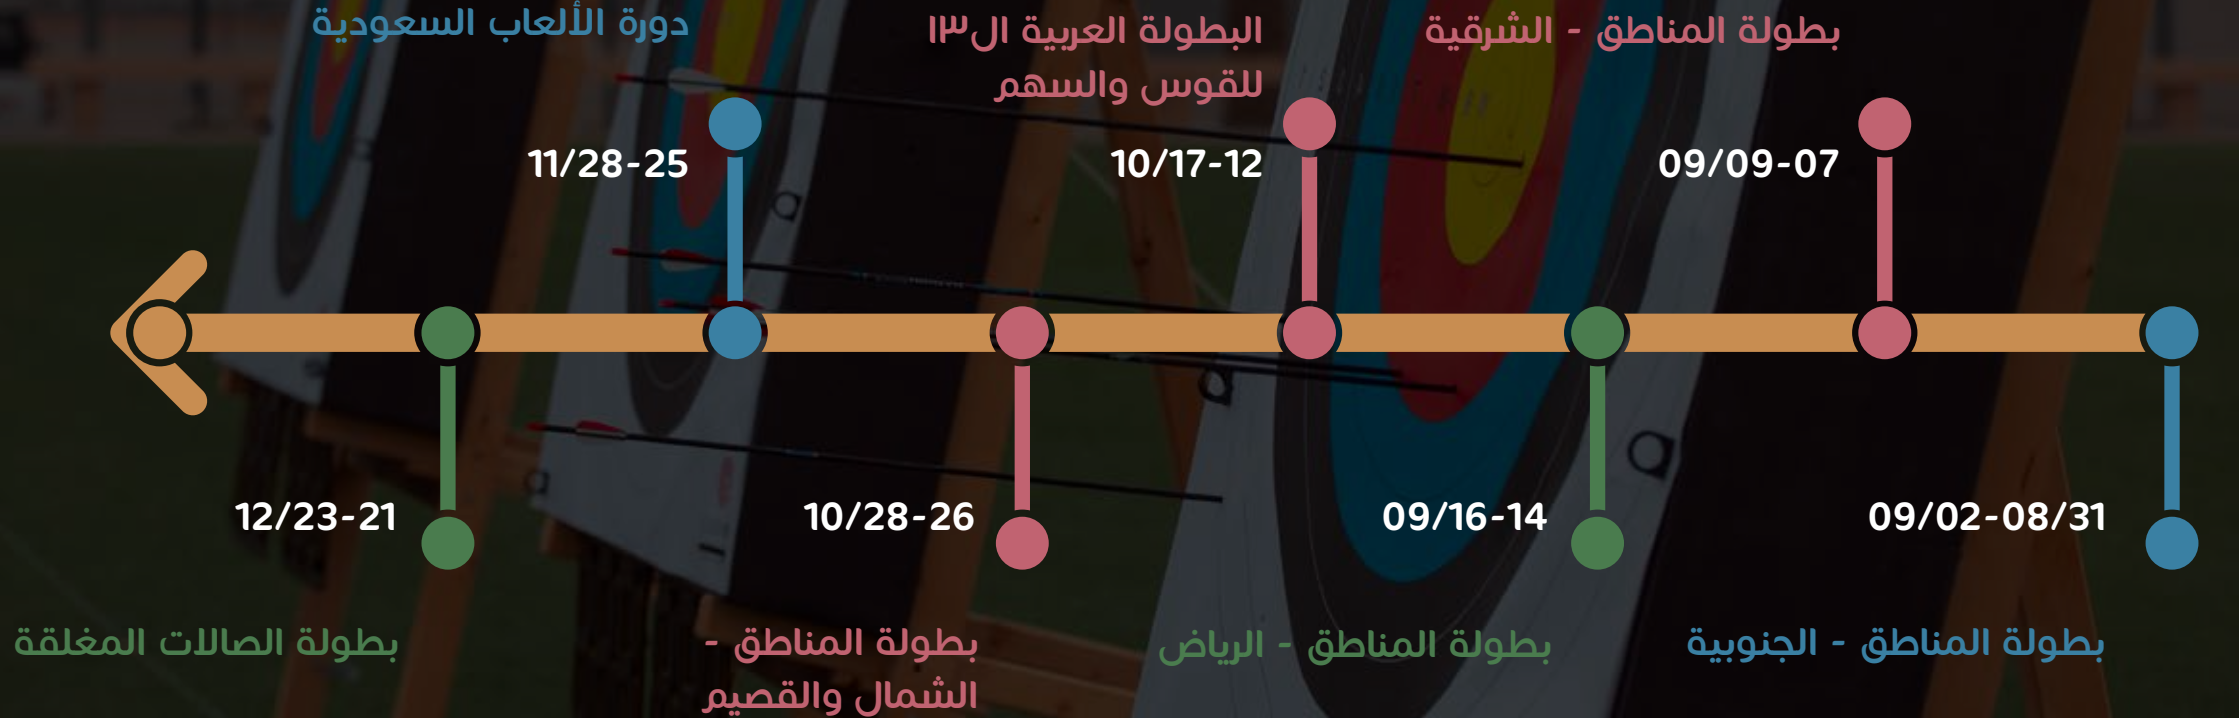 بطولة المناطق - الشرقية
09/09-07
البطولة العربية ال١٣
للقوس والسهم
10/17-12
دورة الألعاب السعودية
11/28-25
09/02-08/31
بطولة المناطق - الجنوبية
09/16-14
بطولة المناطق - الرياض
10/28-26
بطولة المناطق -
الشمال والقصيم
12/23-21
بطولة الصالات المغلقة